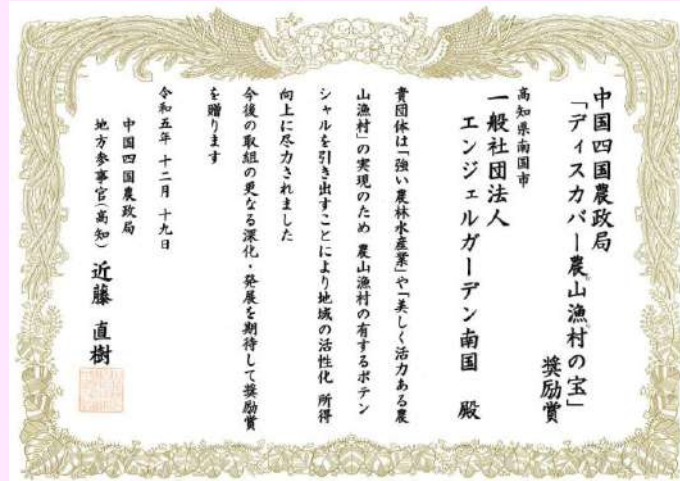 中国四国農政局
「ディスカバー農山漁村の宝」
奨励賞
高知県南国市
一般社団法人
エンジェルガーデン南国 殿
貴団体は「強い農林水産業」や「美しく活力ある農
山漁村」の実現のため 農山漁村の有するポテン
シャルを引き出すことにより地域の活性化 所得
向上に尽力されました
今後の取組の更なる深化・発展を期待して奨励賞
を贈ります
令和五年 十二月 十九日
中国四国農政局
地方参事官(高知) 近藤 直樹